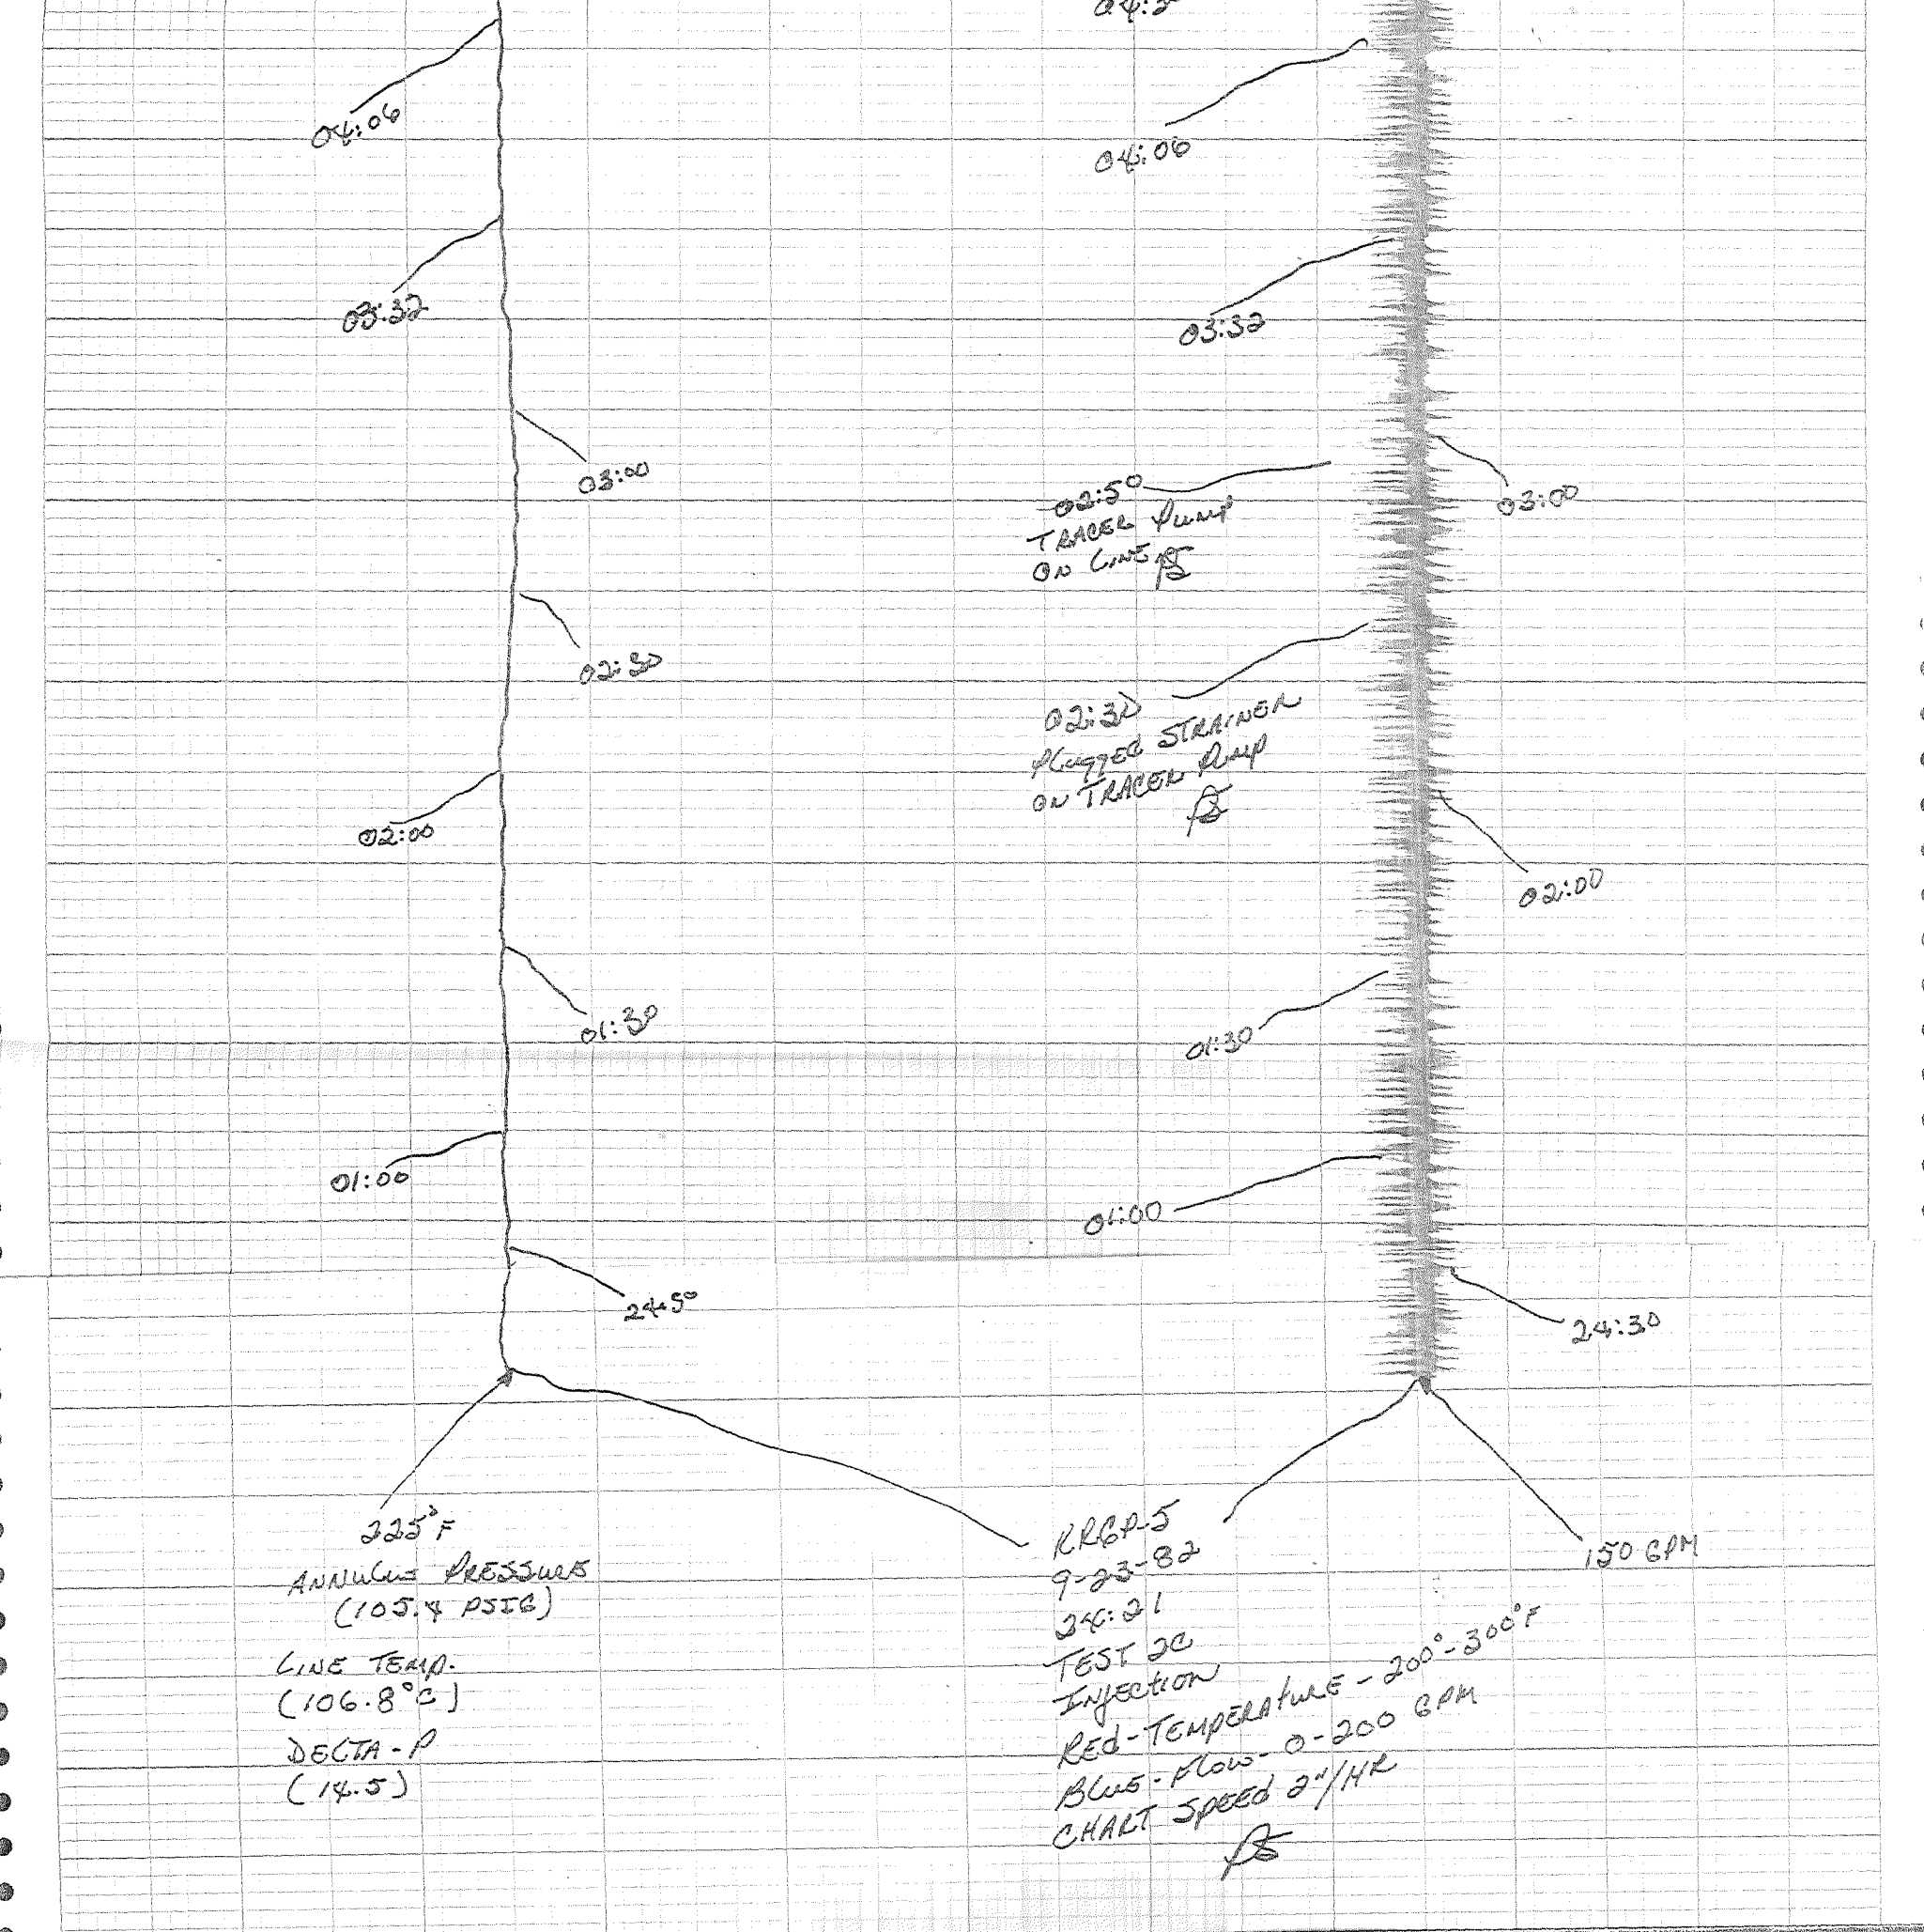 04:2
04:06
04:06
03:32
03:32
03:00
03:00
02:50
TRACER PUMP
ON LINE
02:30
02:30
PLUGGED STRAINER
ON TRACER PUMP
02:00
02:00
01:30
01:30
01:00
01:00
24:50
24:30
225°F
ANNULUS PRESSURE
(105.4 PSIG)
LINE TEMP.
(106.8°C)
DELTA-P
(14.5)
RRGP-5
9-23-82
24:21
TEST 2C
INJECTION
RED-TEMPERATURE-200°-300°F
BLUE-FLOW-0-200 GPM
CHART SPEED 2"/HR
150 GPM